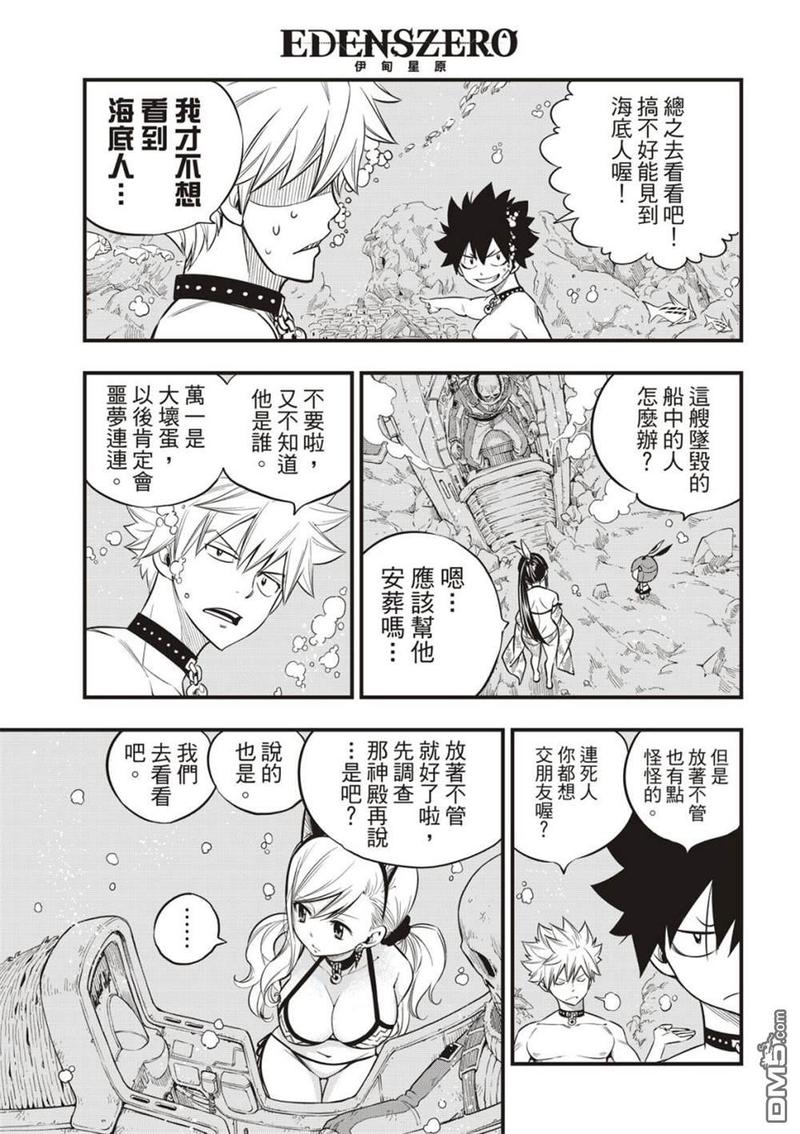 EDENSZERO
伊甸星原
總之去看看吧！
搞不好能見到
海底人喔！
我才不想
看到
海底人…
這艘墜毀的
船中的人
怎麼辦？
嗯…
應該幫他
安葬嗎…
不要啦，
又不知道
他是誰。
萬一是
大壞蛋，
以後肯定會
噩夢連連。
但是
放著不管
也有點
怪怪的。
連死人
你都想
交朋友喔？
放著不管
就好了啦，
先調查
那神殿再說
…是吧？
說的
也是。
我們
去看看
吧。
……
DM5.com